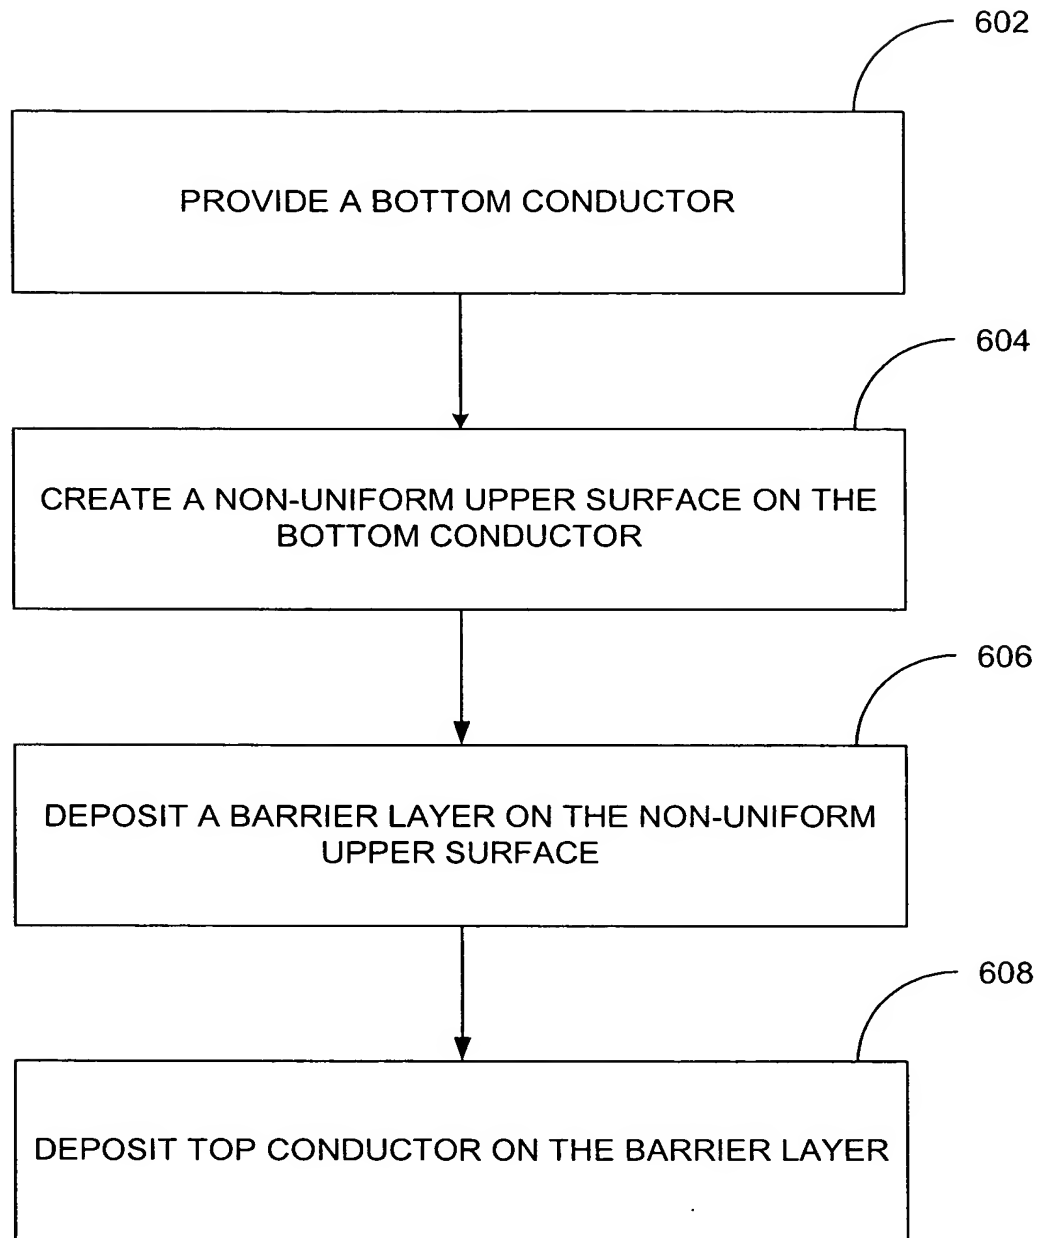 602
PROVIDE A BOTTOM CONDUCTOR
604
CREATE A NON-UNIFORM UPPER SURFACE ON THE
BOTTOM CONDUCTOR
606
DEPOSIT A BARRIER LAYER ON THE NON-UNIFORM
UPPER SURFACE
608
DEPOSIT TOP CONDUCTOR ON THE BARRIER LAYER